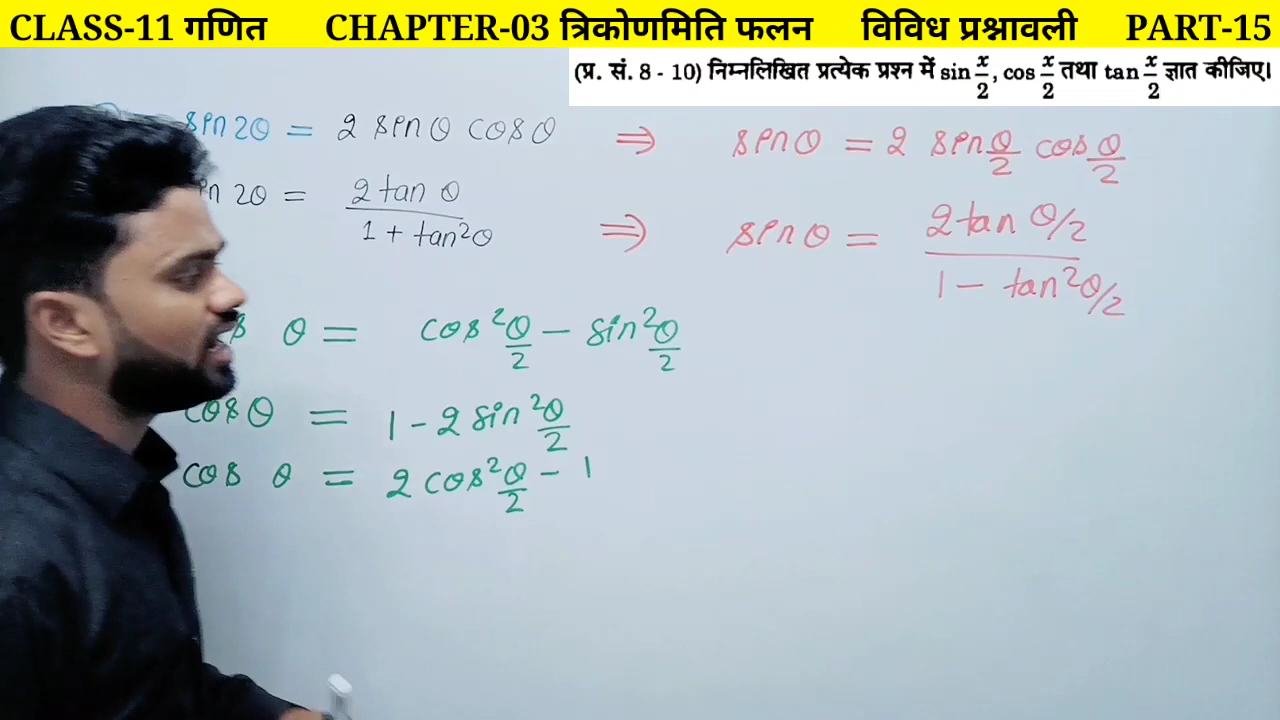 CLASS-11 गणित CHAPTER-03 त्रिकोणमिति फलन विविध प्रश्नावली PART-15
(प्र. सं. 8 - 10) निम्नलिखित प्रत्येक प्रश्न में sin x/2, cos x/2 तथा tan x/2 ज्ञात कीजिए।
sin 2θ = 2 sin θ cos θ ⇒ sin θ = 2 sin θ/2 cos θ/2
2θ = 2 tan θ / 1 + tan²θ ⇒ sin θ = 2 tan θ/2 / 1 - tan² θ/2
θ = cos² θ/2 - sin² θ/2
cos θ = 1 - 2 sin² θ/2
cos θ = 2 cos² θ/2 - 1